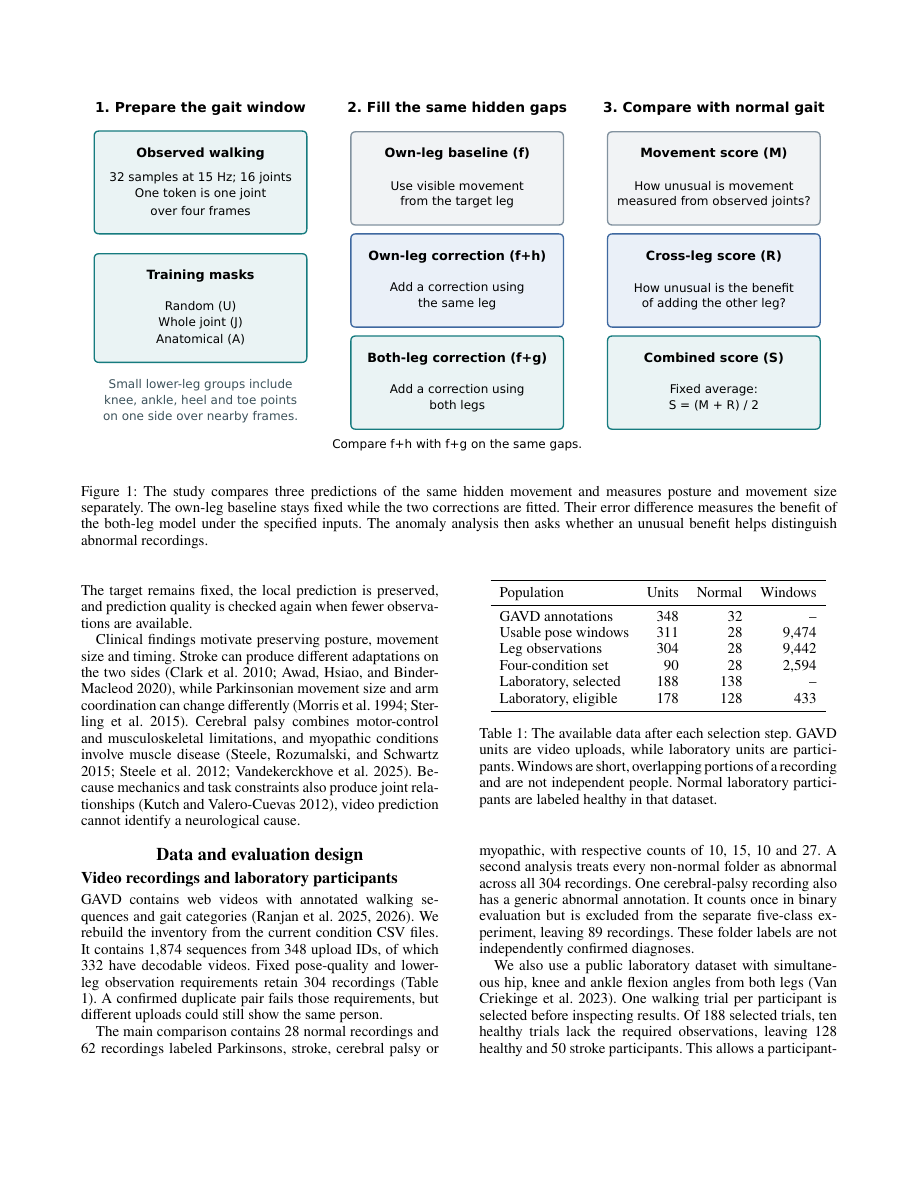 1. Prepare the gait window
Observed walking
32 samples at 15 Hz; 16 joints
One token is one joint
over four frames
Training masks
Random (U)
Whole joint (J)
Anatomical (A)
Small lower-leg groups include
knee, ankle, heel and toe points
on one side over nearby frames.
2. Fill the same hidden gaps
Own-leg baseline (f)
Use visible movement
from the target leg
Own-leg correction (f+h)
Add a correction using
the same leg
Both-leg correction (f+g)
Add a correction using
both legs
Compare f+h with f+g on the same gaps.
3. Compare with normal gait
Movement score (M)
How unusual is movement
measured from observed joints?
Cross-leg score (R)
How unusual is the benefit
of adding the other leg?
Combined score (S)
Fixed average:
S = (M + R) / 2
Figure 1: The study compares three predictions of the same hidden movement and measures posture and movement size
separately. The own-leg baseline stays fixed while the two corrections are fitted. Their error difference measures the benefit of
the both-leg model under the specified inputs. The anomaly analysis then asks whether an unusual benefit helps distinguish
abnormal recordings.
The target remains fixed, the local prediction is preserved,
and prediction quality is checked again when fewer observa-
tions are available.
Clinical findings motivate preserving posture, movement
size and timing. Stroke can produce different adaptations on
the two sides (Clark et al. 2010; Awad, Hsiao, and Binder-
Macleod 2020), while Parkinsonian movement size and arm
coordination can change differently (Morris et al. 1994; Ster-
ling et al. 2015). Cerebral palsy combines motor-control
and musculoskeletal limitations, and myopathic conditions
involve muscle disease (Steele, Rozumalski, and Schwartz
2015; Steele et al. 2012; Vandekerckhove et al. 2025). Be-
cause mechanics and task constraints also produce joint rela-
tionships (Kutch and Valero-Cuevas 2012), video prediction
cannot identify a neurological cause.
Data and evaluation design
Video recordings and laboratory participants
GAVD contains web videos with annotated walking se-
quences and gait categories (Ranjan et al. 2025, 2026). We
rebuild the inventory from the current condition CSV files.
It contains 1,874 sequences from 348 upload IDs, of which
332 have decodable videos. Fixed pose-quality and lower-
leg observation requirements retain 304 recordings (Table
1). A confirmed duplicate pair fails those requirements, but
different uploads could still show the same person.
The main comparison contains 28 normal recordings and
62 recordings labeled Parkinsons, stroke, cerebral palsy or
Population Units Normal Windows
GAVD annotations 348 32 –
Usable pose windows 311 28 9,474
Leg observations 304 28 9,442
Four-condition set 90 28 2,594
Laboratory, selected 188 138 –
Laboratory, eligible 178 128 433
Table 1: The available data after each selection step. GAVD
units are video uploads, while laboratory units are partici-
pants. Windows are short, overlapping portions of a recording
and are not independent people. Normal laboratory partici-
pants are labeled healthy in that dataset.
myopathic, with respective counts of 10, 15, 10 and 27. A
second analysis treats every non-normal folder as abnormal
across all 304 recordings. One cerebral-palsy recording also
has a generic abnormal annotation. It counts once in binary
evaluation but is excluded from the separate five-class ex-
periment, leaving 89 recordings. These folder labels are not
independently confirmed diagnoses.
We also use a public laboratory dataset with simultane-
ous hip, knee and ankle flexion angles from both legs (Van
Criekinge et al. 2023). One walking trial per participant is
selected before inspecting results. Of 188 selected trials, ten
healthy trials lack the required observations, leaving 128
healthy and 50 stroke participants. This allows a participant-